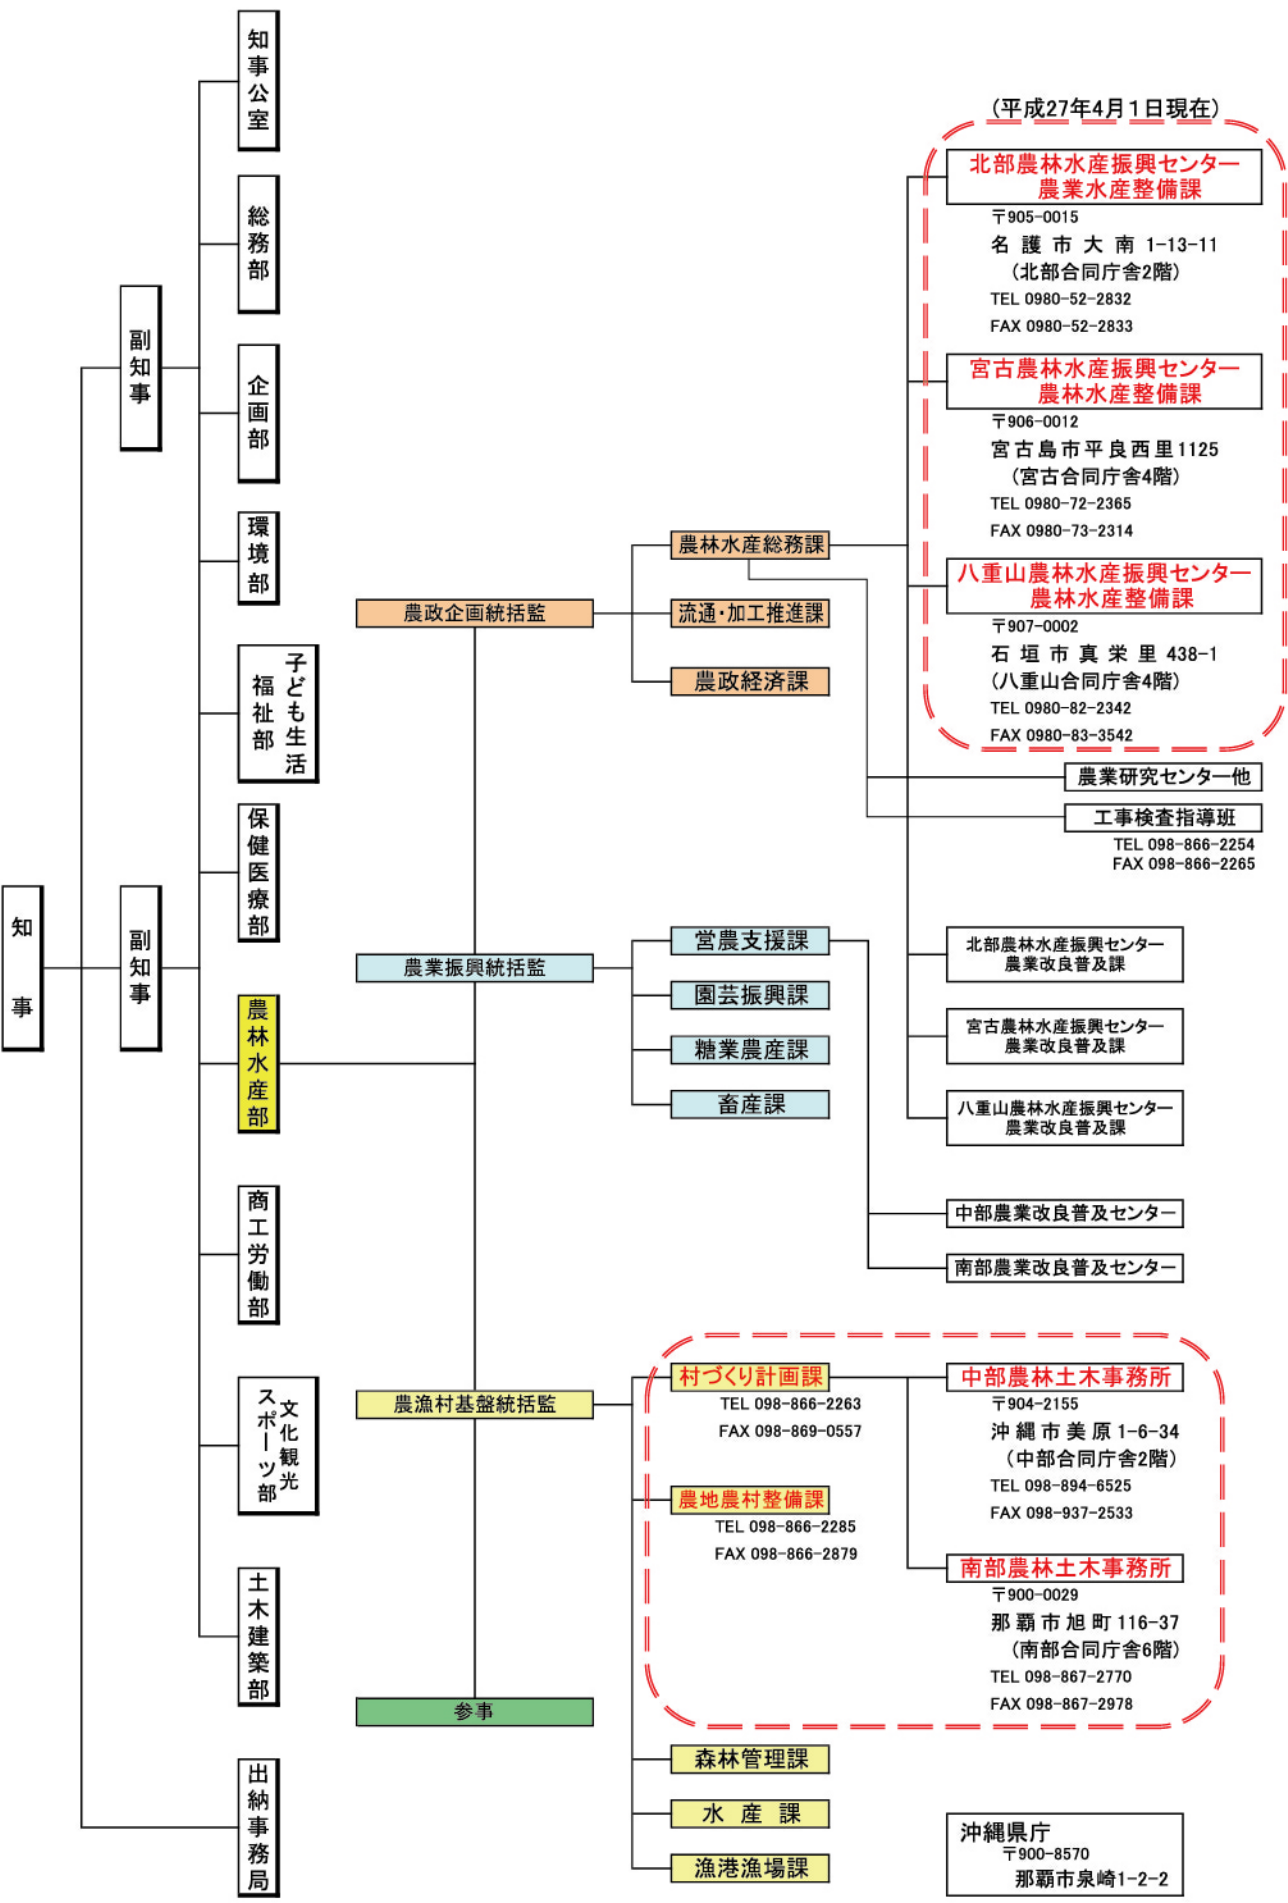 知事
副知事
副知事
知事公室
総務部
企画部
環境部
子ども生活
福祉部
保健医療部
農林水産部
商工労働部
文化観光
スポーツ部
土木建築部
出納事務局
農政企画統括監
農業振興統括監
農漁村基盤統括監
参事
農林水産総務課
流通・加工推進課
農政経済課
営農支援課
園芸振興課
糖業農産課
畜産課
村づくり計画課
TEL 098-866-2263
FAX 098-869-0557
農地農村整備課
TEL 098-866-2285
FAX 098-866-2879
森林管理課
水産課
漁港漁場課
(平成27年4月1日現在)
北部農林水産振興センター
農業水産整備課
〒905-0015
名護市大南 1-13-11
(北部合同庁舎2階)
TEL 0980-52-2832
FAX 0980-52-2833
宮古農林水産振興センター
農林水産整備課
〒906-0012
宮古島市平良西里1125
(宮古合同庁舎4階)
TEL 0980-72-2365
FAX 0980-73-2314
八重山農林水産振興センター
農林水産整備課
〒907-0002
石垣市真栄里 438-1
(八重山合同庁舎4階)
TEL 0980-82-2342
FAX 0980-83-3542
農業研究センター他
工事検査指導班
TEL 098-866-2254
FAX 098-866-2265
北部農林水産振興センター
農業改良普及課
宮古農林水産振興センター
農業改良普及課
八重山農林水産振興センター
農業改良普及課
中部農業改良普及センター
南部農業改良普及センター
中部農林土木事務所
〒904-2155
沖縄市美原1-6-34
(中部合同庁舎2階)
TEL 098-894-6525
FAX 098-937-2533
南部農林土木事務所
〒900-0029
那覇市旭町116-37
(南部合同庁舎6階)
TEL 098-867-2770
FAX 098-867-2978
沖縄県庁
〒900-8570
那覇市泉崎1-2-2